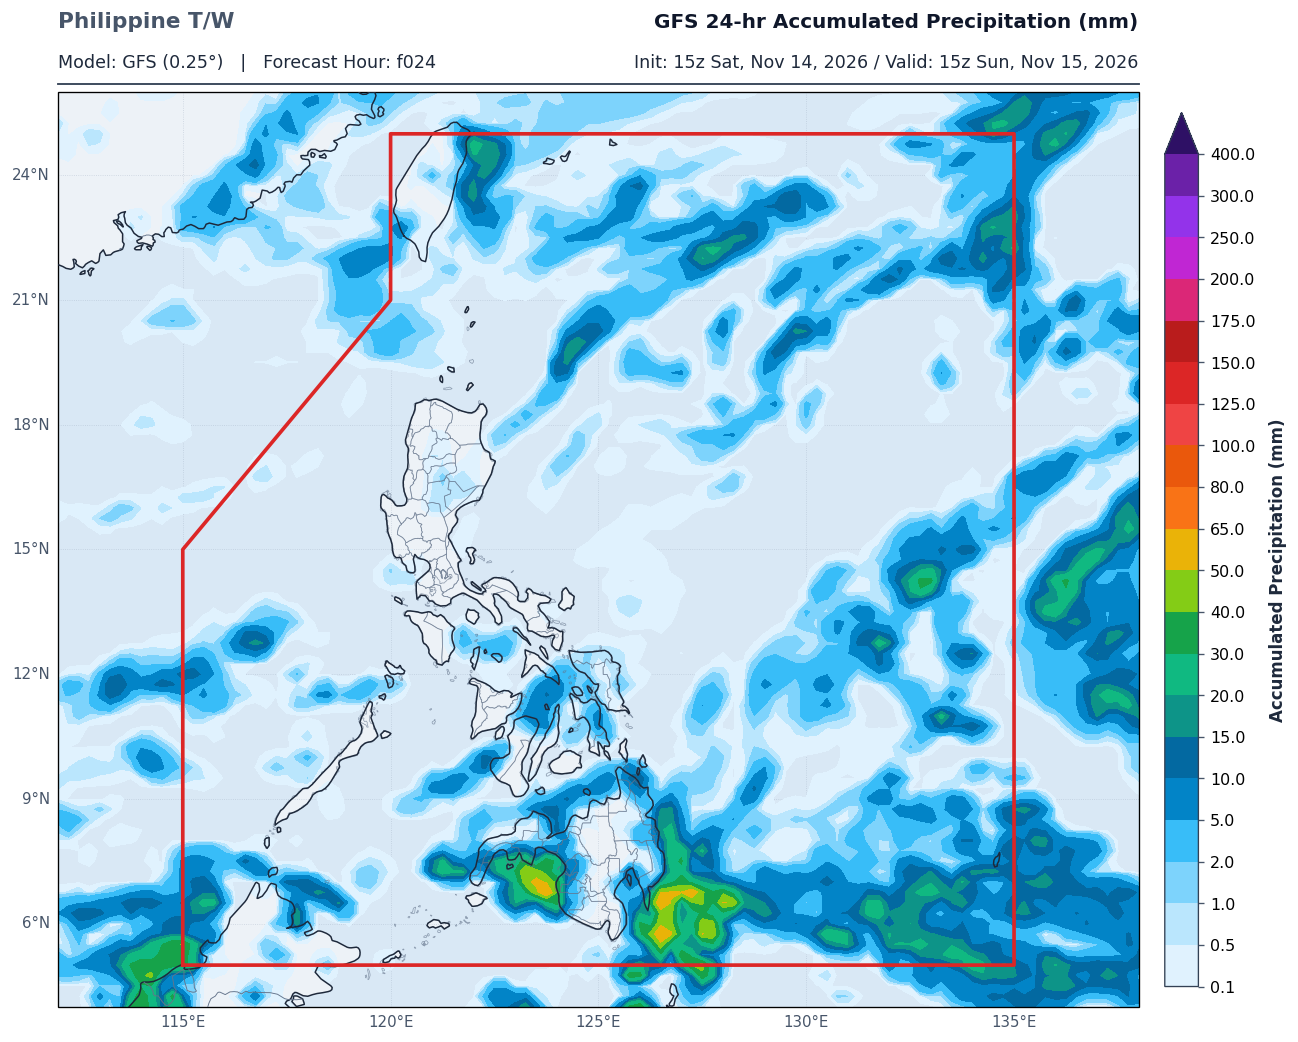 Philippine T/W
GFS 24-hr Accumulated Precipitation (mm)
Model: GFS (0.25°) | Forecast Hour: f024
Init: 15z Sat, Nov 14, 2026 / Valid: 15z Sun, Nov 15, 2026
24°N
21°N
18°N
15°N
12°N
9°N
6°N
115°E
120°E
125°E
130°E
135°E
400.0
300.0
250.0
200.0
175.0
150.0
125.0
100.0
80.0
65.0
50.0
40.0
30.0
20.0
15.0
10.0
5.0
2.0
1.0
0.5
0.1
Accumulated Precipitation (mm)